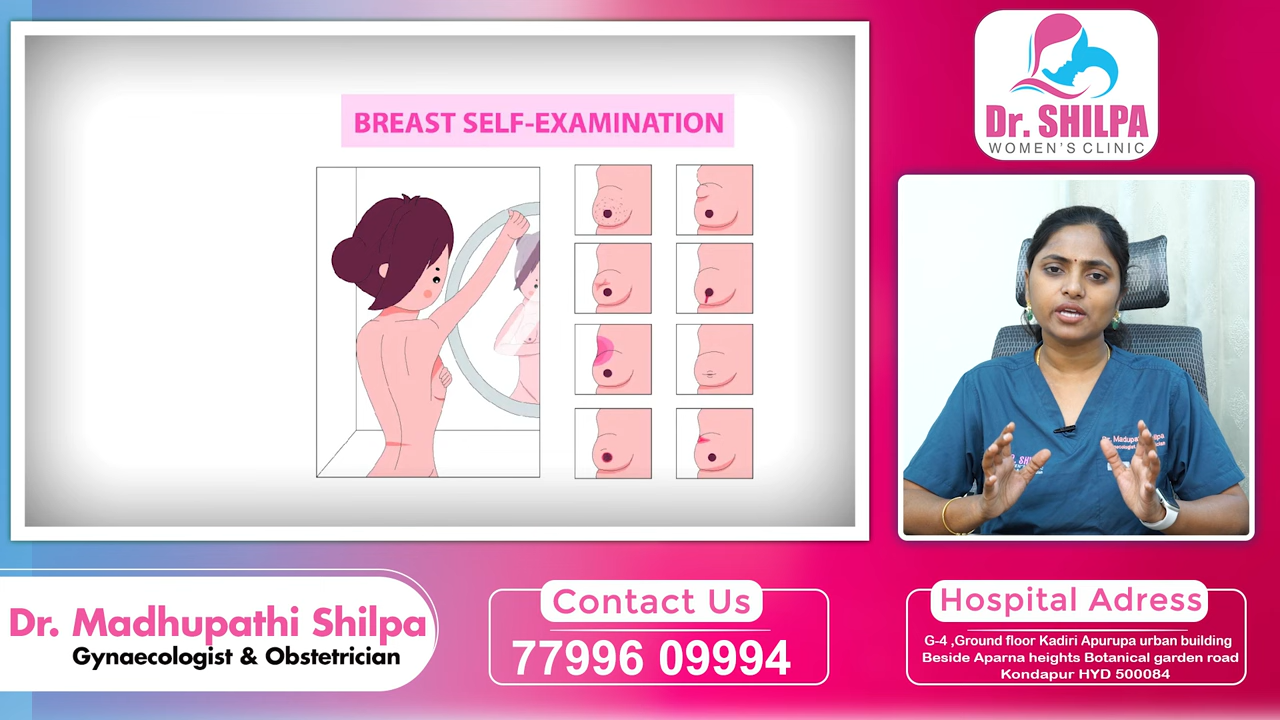 BREAST SELF-EXAMINATION
Dr. SHILPA
WOMEN'S CLINIC
Dr. Madhupathi Shilpa
Gynaecologist & Obstetrician
Contact Us
77996 09994
Hospital Adress
G-4 ,Ground floor Kadiri Apurupa urban building
Beside Aparna heights Botanical garden road
Kondapur HYD 500084